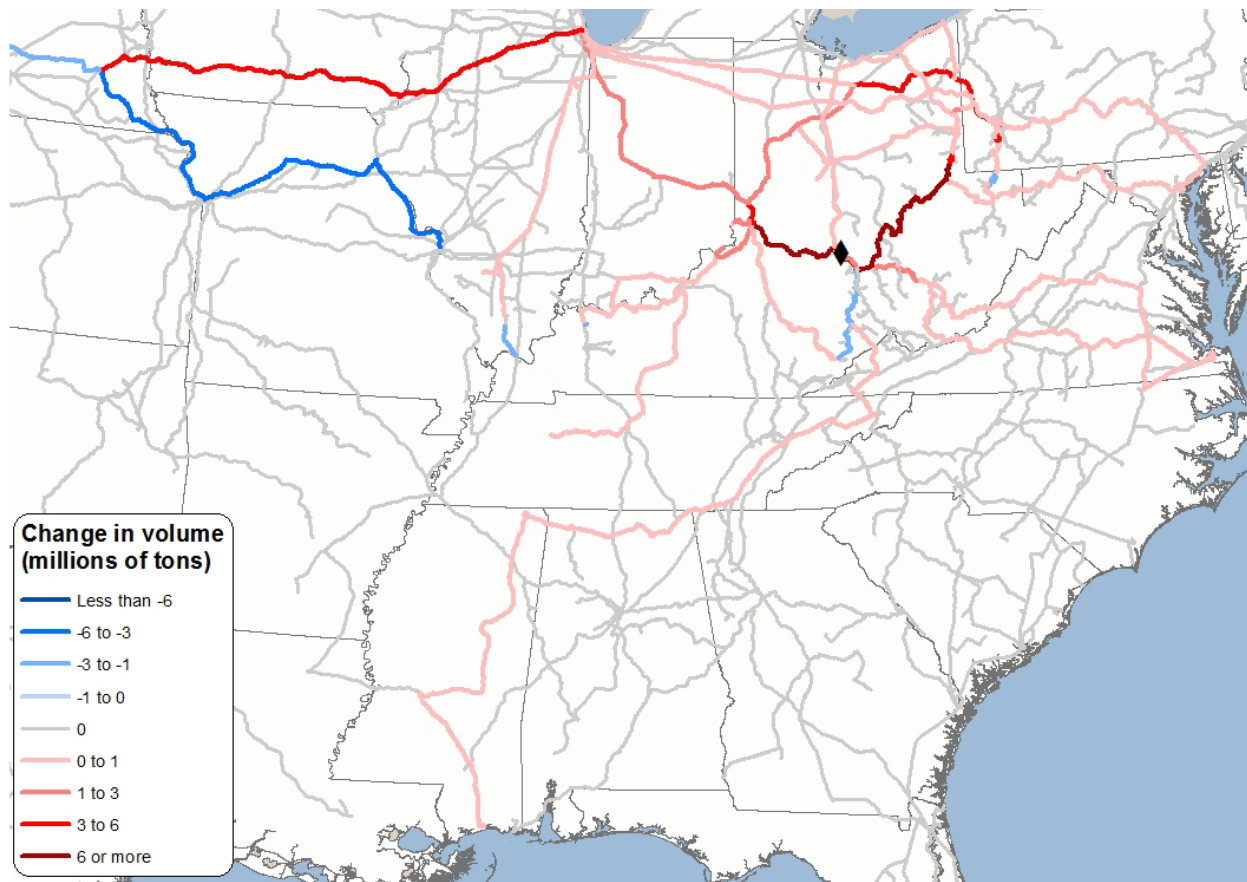 Change in volume
(millions of tons)
Less than -6
-6 to -3
-3 to -1
-1 to 0
0
0 to 1
1 to 3
3 to 6
6 or more